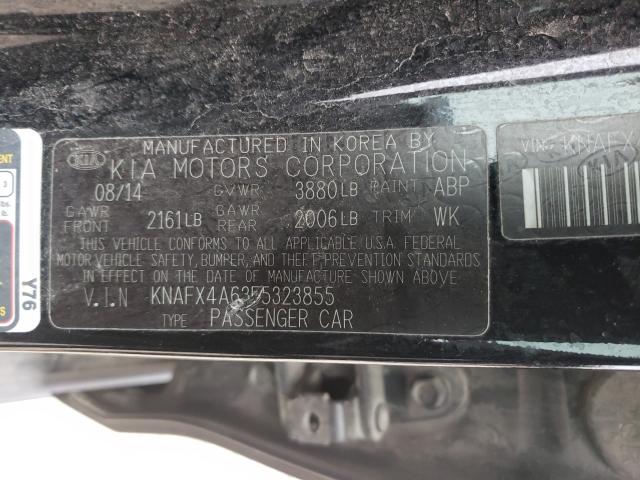 MANUFACTURED IN KOREA BY
KIA KIA MOTORS CORPORATION
08/14 GVWR 3880LB PAINT ABP
GAWR FRONT 2161LB GAWR REAR 2006LB TRIM WK
THIS VEHICLE CONFORMS TO ALL APPLICABLE U.S.A. FEDERAL
MOTOR VEHICLE SAFETY, BUMPER, AND THEFT PREVENTION STANDARDS
IN EFFECT ON THE DATE OF MANUFACTURE SHOWN ABOVE
V.I.N KNAFX4A63F5323855
TYPE PASSENGER CAR
Y76
VIN: KNAFX